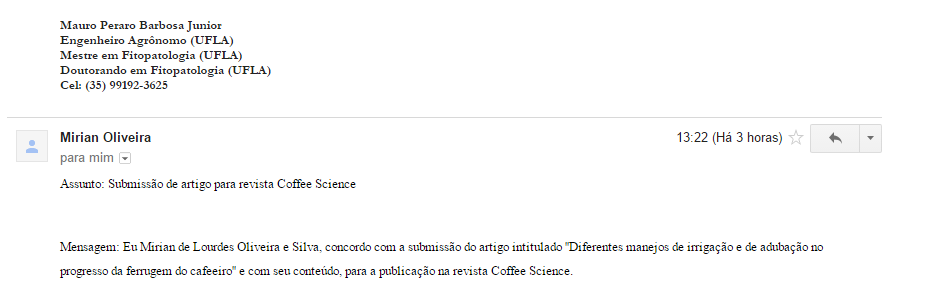 Mauro Peraro Barbosa Junior
Engenheiro Agrônomo (UFLA)
Mestre em Fitopatologia (UFLA)
Doutorando em Fitopatologia (UFLA)
Cel: (35) 99192-3625
Mirian Oliveira
13:22 (Há 3 horas)
para mim
Assunto: Submissão de artigo para revista Coffee Science
Mensagem: Eu Mirian de Lourdes Oliveira e Silva, concordo com a submissão do artigo intitulado "Diferentes manejos de irrigação e de adubação no
progresso da ferrugem do cafeeiro" e com seu conteúdo, para a publicação na revista Coffee Science.